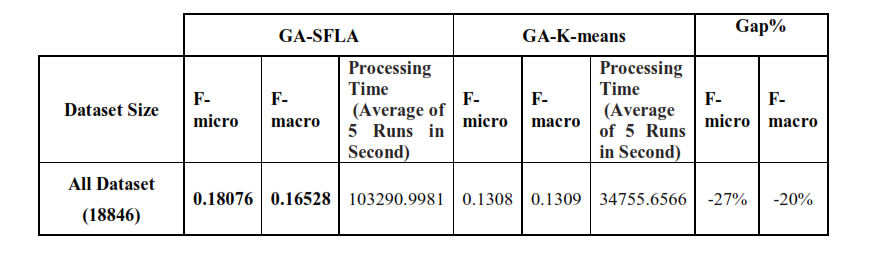 GA-SFLA GA-K-means Gap%
Dataset Size
F-
micro
F-
macro
Processing
Time
(Average of
5 Runs in
Second)
F-
micro
F-
macro
Processing
Time
(Average
of 5 Runs
in Second)
F-
micro
F-
macro
All Dataset
(18846)
0.18076 0.16528 103290.9981 0.1308 0.1309 34755.6566 -27% -20%